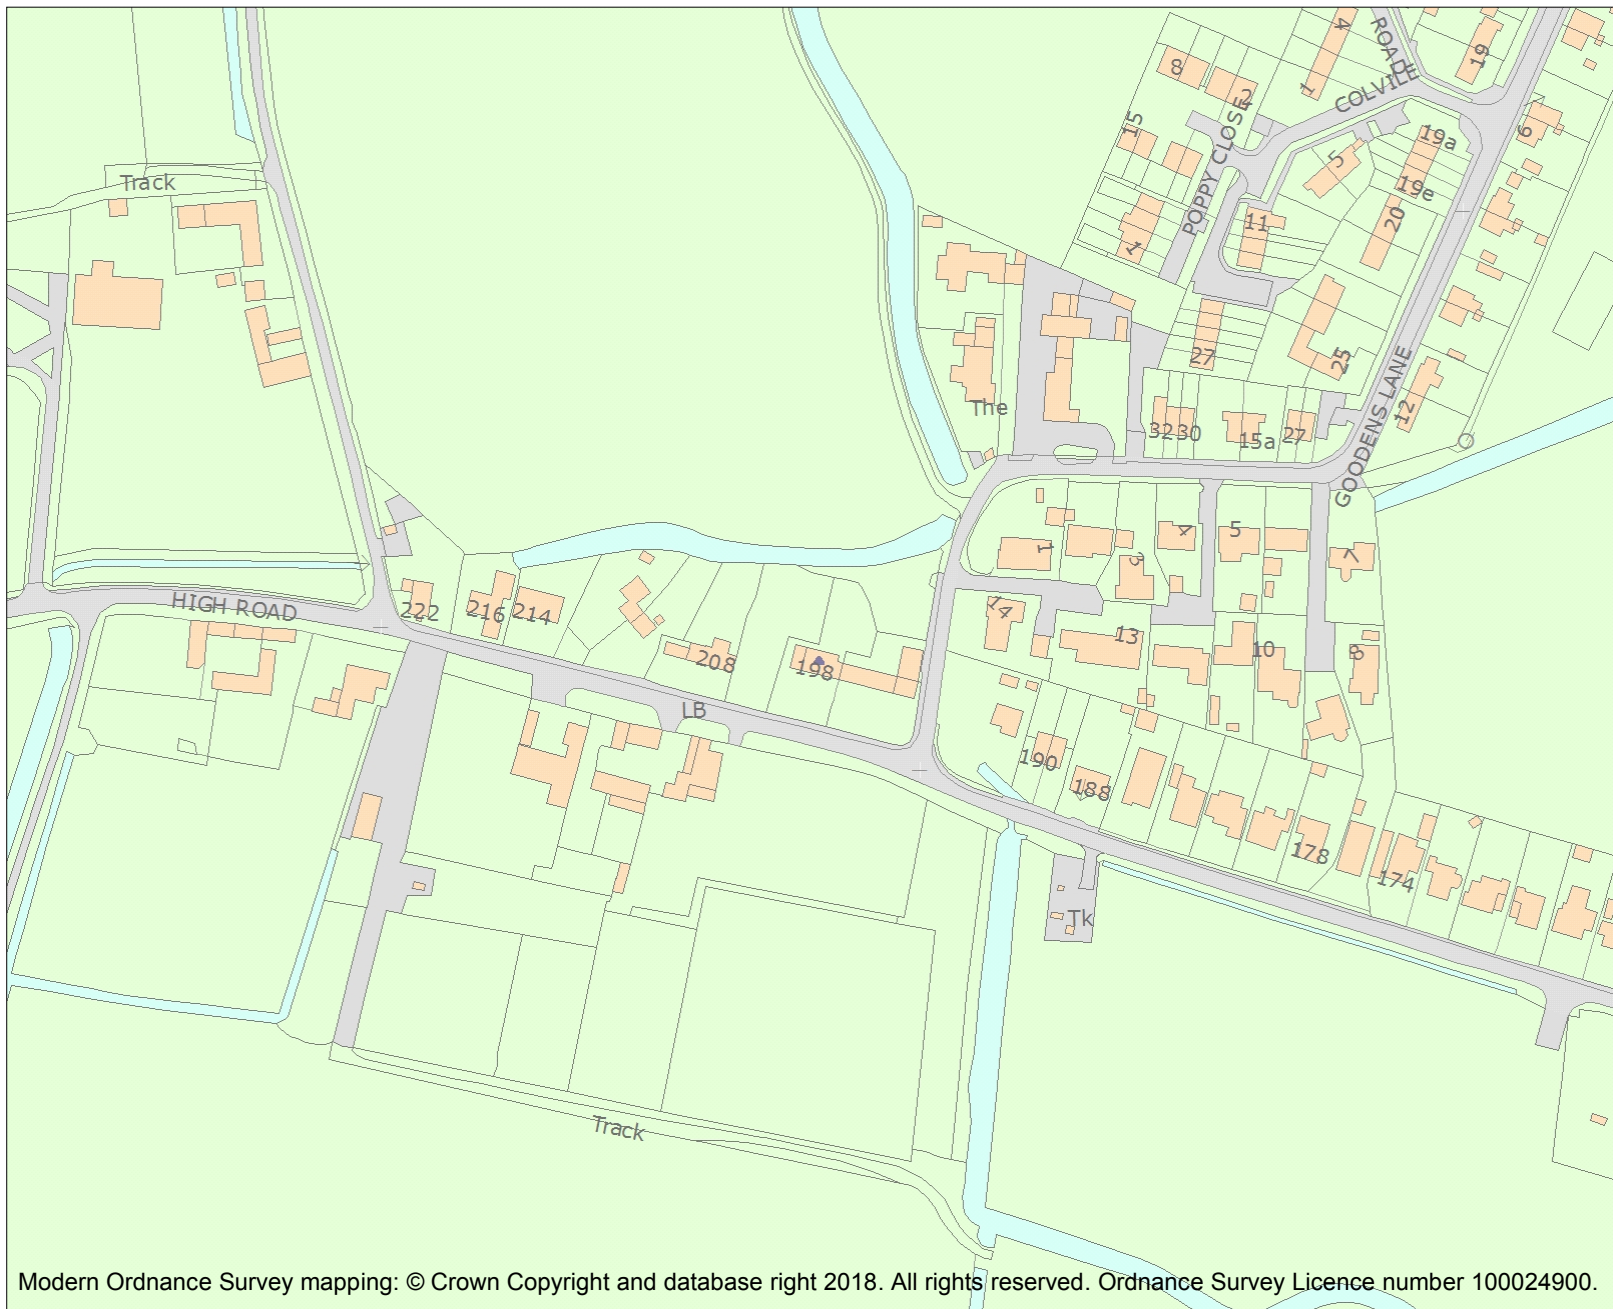 ROAD
4
19
8
1
COLVILE
2
15
6
19a
5
POPPY CLOSE
Track
19e
11
20
1
27
25
The
12
32
30
15a
27
GOODENS LANE
1
4
5
3
7
HIGH ROAD
222
216
214
14
13
10
8
208
198
LB
190
188
178
174
Tk
Track
Modern Ordnance Survey mapping: © Crown Copyright and database right 2018. All rights reserved. Ordnance Survey Licence number 100024900.